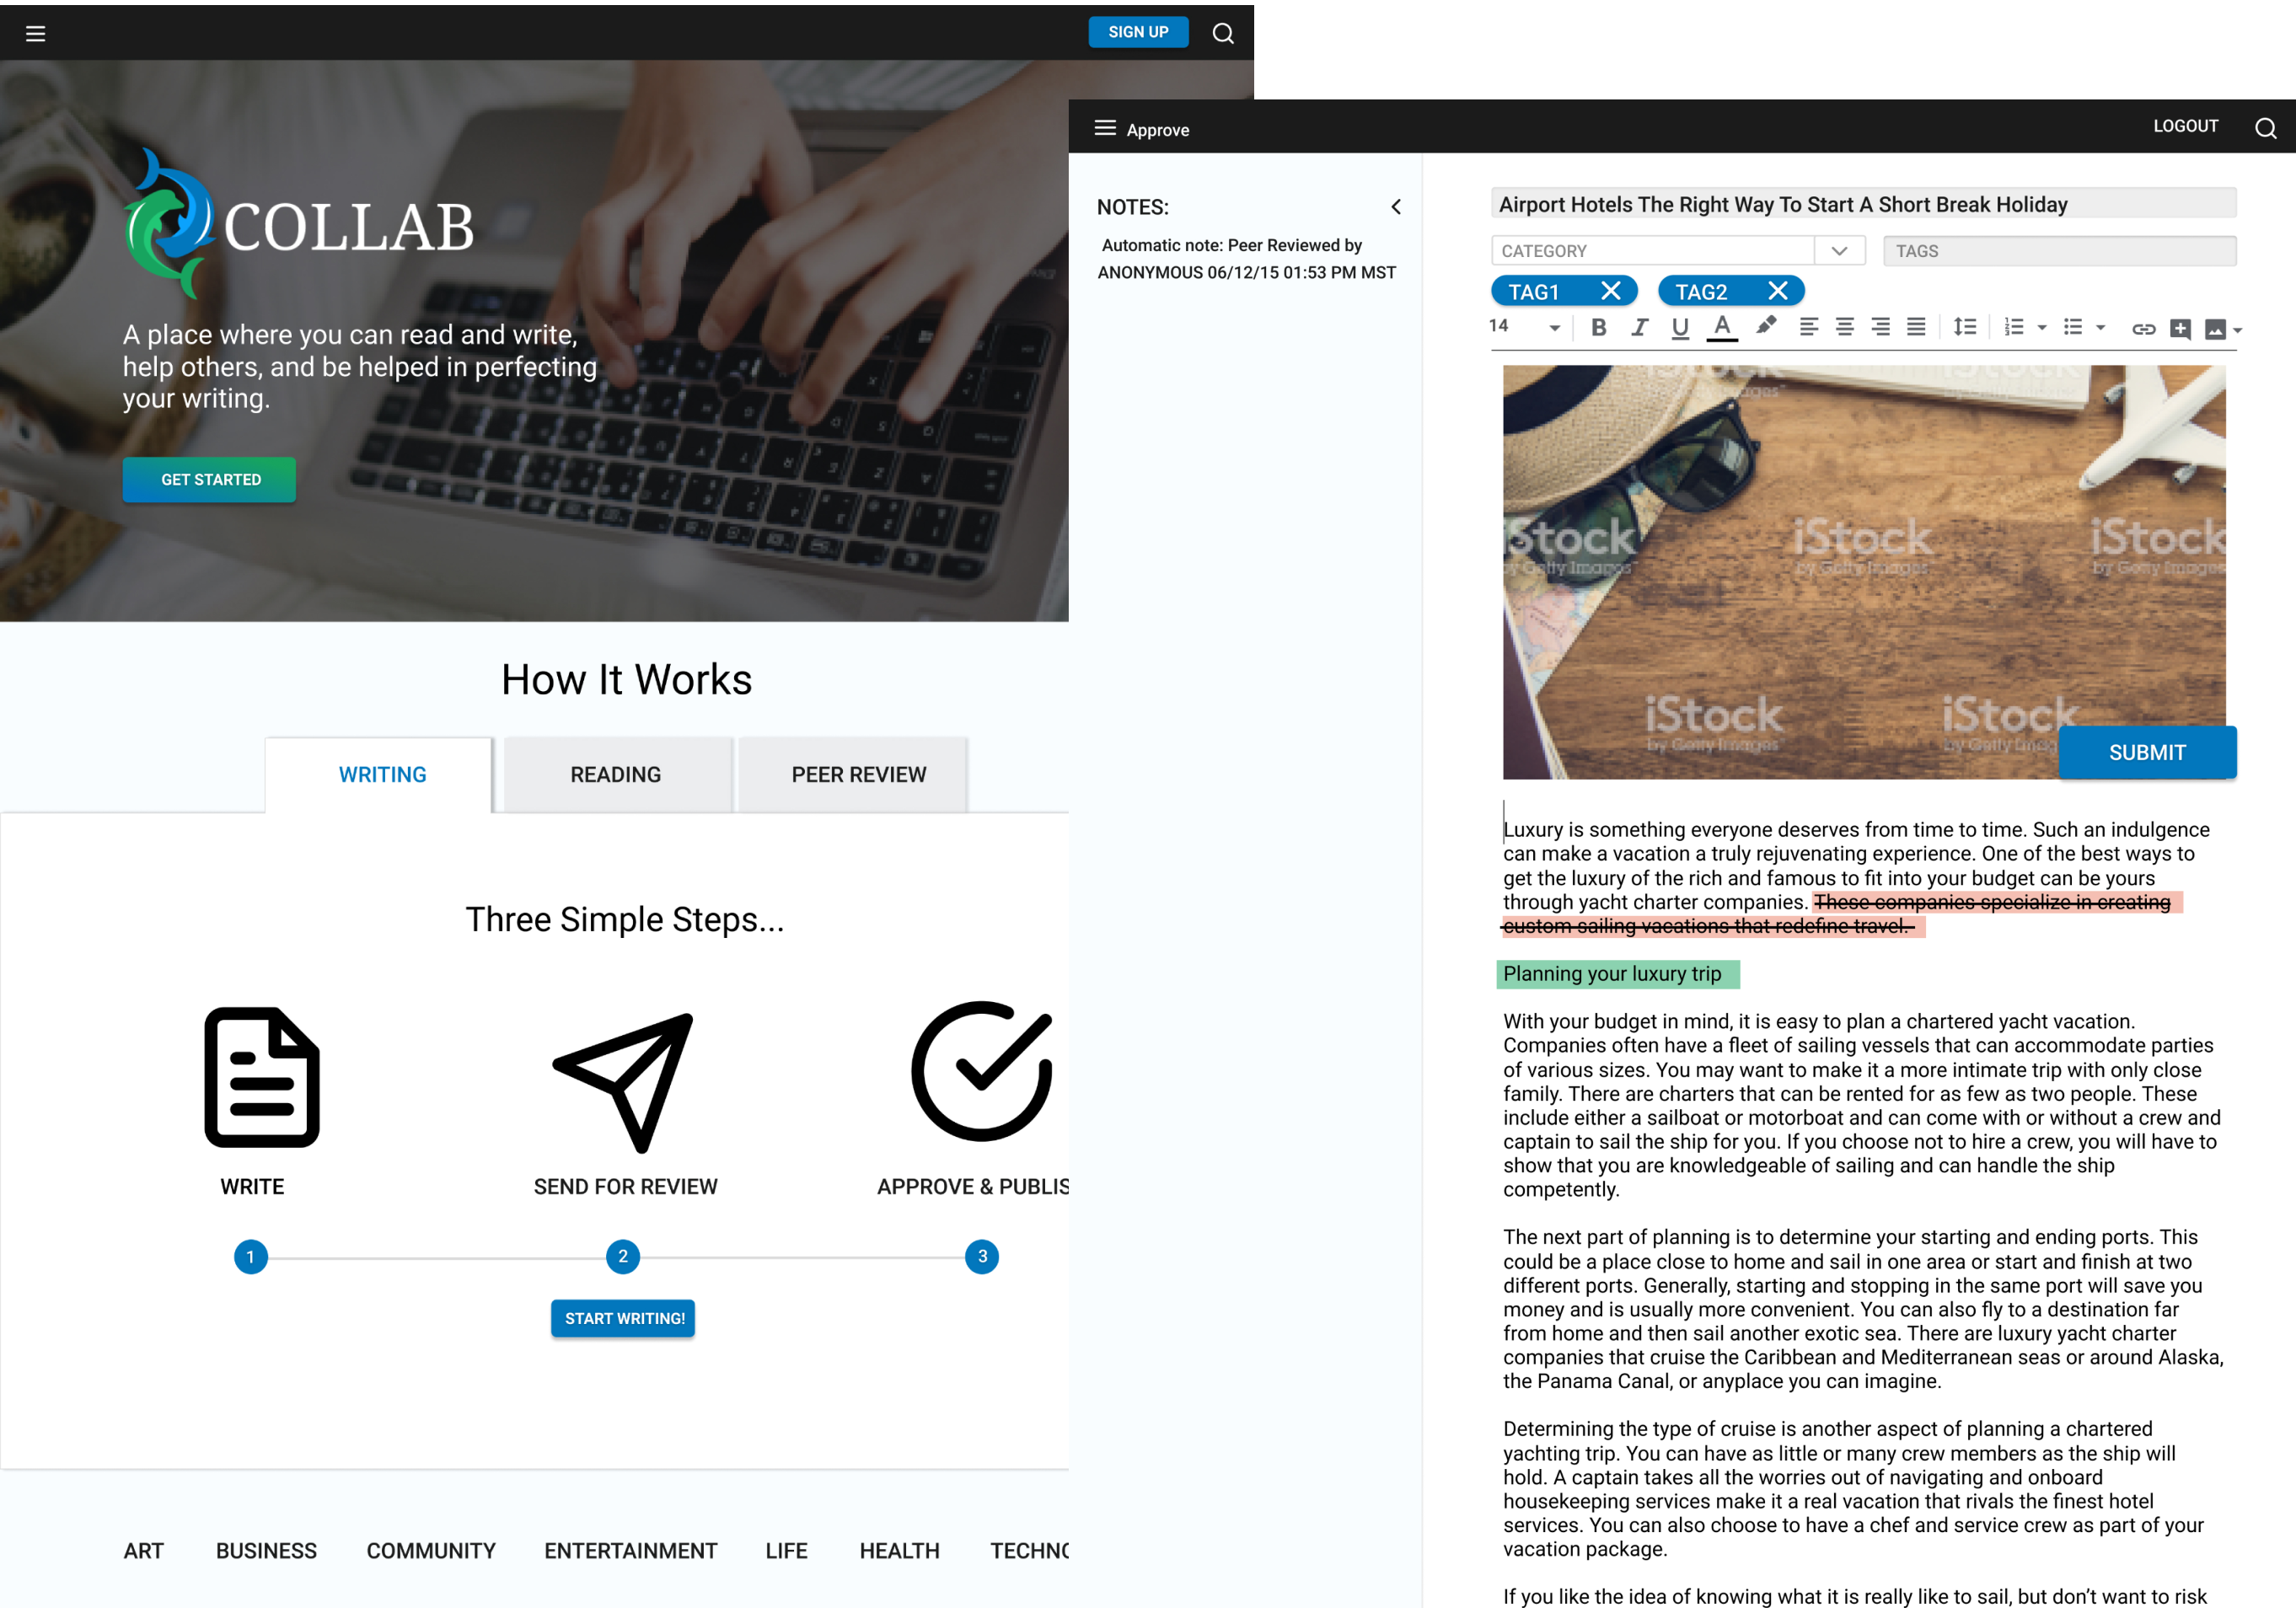 SIGN UP
COLLAB
A place where you can read and write,
help others, and be helped in perfecting
your writing.
GET STARTED
How It Works
WRITING
READING
PEER REVIEW
Three Simple Steps...
WRITE
SEND FOR REVIEW
APPROVE & PUBLIS
1
2
3
START WRITING!
ART
BUSINESS
COMMUNITY
ENTERTAINMENT
LIFE
HEALTH
TECHNO
Approve
LOGOUT
NOTES:
Automatic note: Peer Reviewed by
ANONYMOUS 06/12/15 01:53 PM MST
Airport Hotels The Right Way To Start A Short Break Holiday
CATEGORY
TAGS
TAG1
TAG2
14
B I U A
iStock
by Getty Images
iStock
by Getty Images
iStock
by Getty Images
iStock
by Getty Images
iStock
by Getty Imag
SUBMIT
Luxury is something everyone deserves from time to time. Such an indulgence
can make a vacation a truly rejuvenating experience. One of the best ways to
get the luxury of the rich and famous to fit into your budget can be yours
through yacht charter companies. These companies specialize in creating
custom sailing vacations that redefine travel.
Planning your luxury trip
With your budget in mind, it is easy to plan a chartered yacht vacation.
Companies often have a fleet of sailing vessels that can accommodate parties
of various sizes. You may want to make it a more intimate trip with only close
family. There are charters that can be rented for as few as two people. These
include either a sailboat or motorboat and can come with or without a crew and
captain to sail the ship for you. If you choose not to hire a crew, you will have to
show that you are knowledgeable of sailing and can handle the ship
competently.
The next part of planning is to determine your starting and ending ports. This
could be a place close to home and sail in one area or start and finish at two
different ports. Generally, starting and stopping in the same port will save you
money and is usually more convenient. You can also fly to a destination far
from home and then sail another exotic sea. There are luxury yacht charter
companies that cruise the Caribbean and Mediterranean seas or around Alaska,
the Panama Canal, or anyplace you can imagine.
Determining the type of cruise is another aspect of planning a chartered
yachting trip. You can have as little or many crew members as the ship will
hold. A captain takes all the worries out of navigating and onboard
housekeeping services make it a real vacation that rivals the finest hotel
services. You can also choose to have a chef and service crew as part of your
vacation package.
If you like the idea of knowing what it is really like to sail, but don’t want to risk